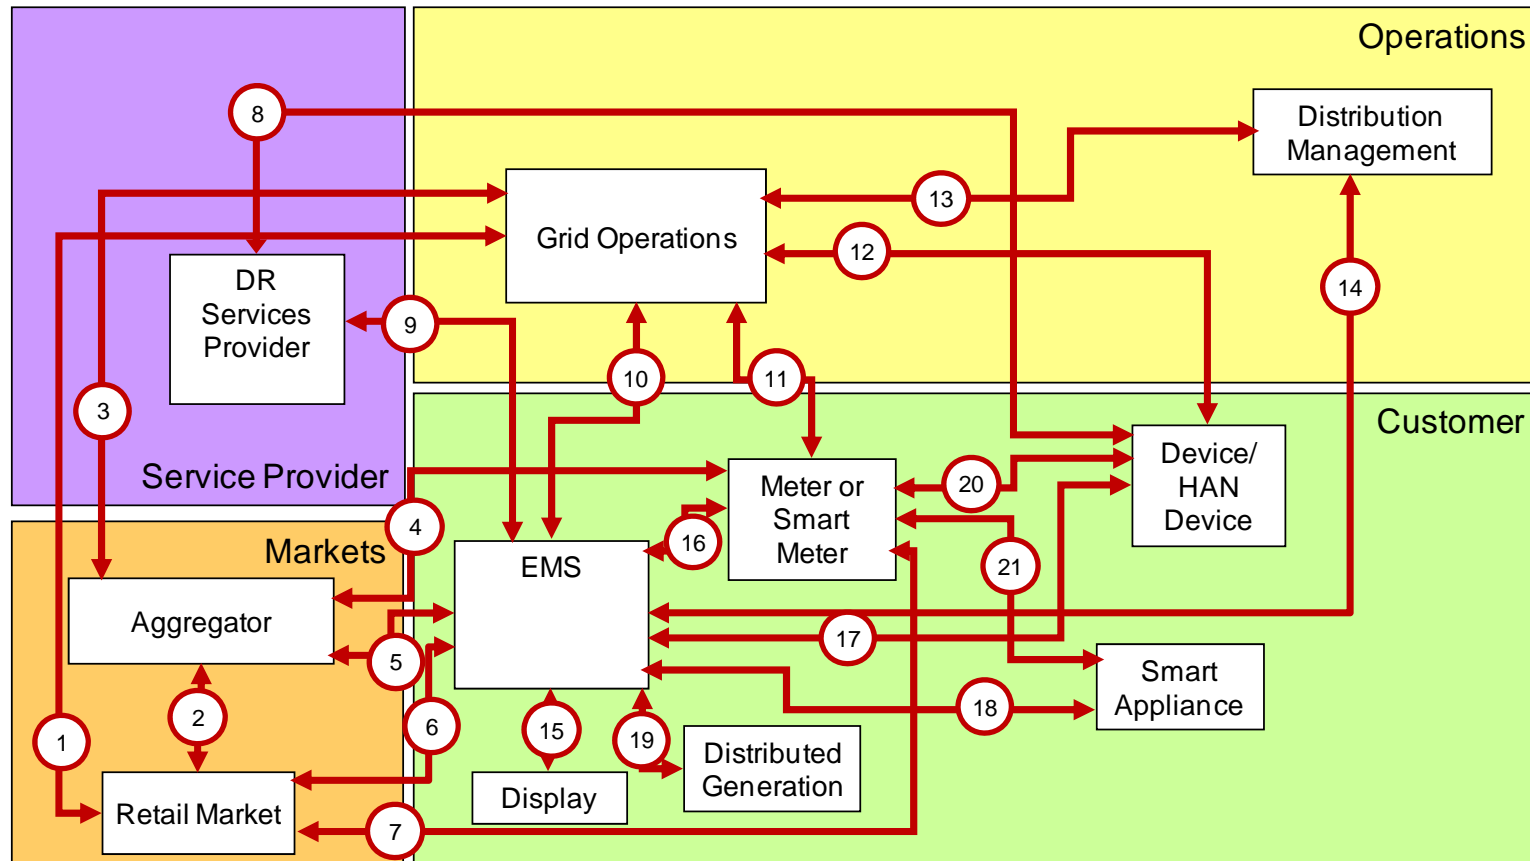 Operations
8
Distribution
Management
13
Grid Operations
12
DR
Services
Provider
14
9
10
11
3
Customer
Service Provider
Device/
HAN
Device
Meter or
Smart
Meter
20
4
16
Markets
EMS
21
Aggregator
17
5
Smart
Appliance
2
6
15
18
1
19
Distributed
Generation
Display
Retail Market
7